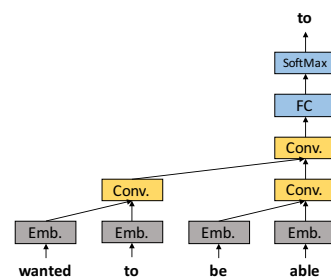 to
SoftMax
FC
Conv.
Conv. Conv.
Emb. Emb. Emb. Emb.
wanted to be able